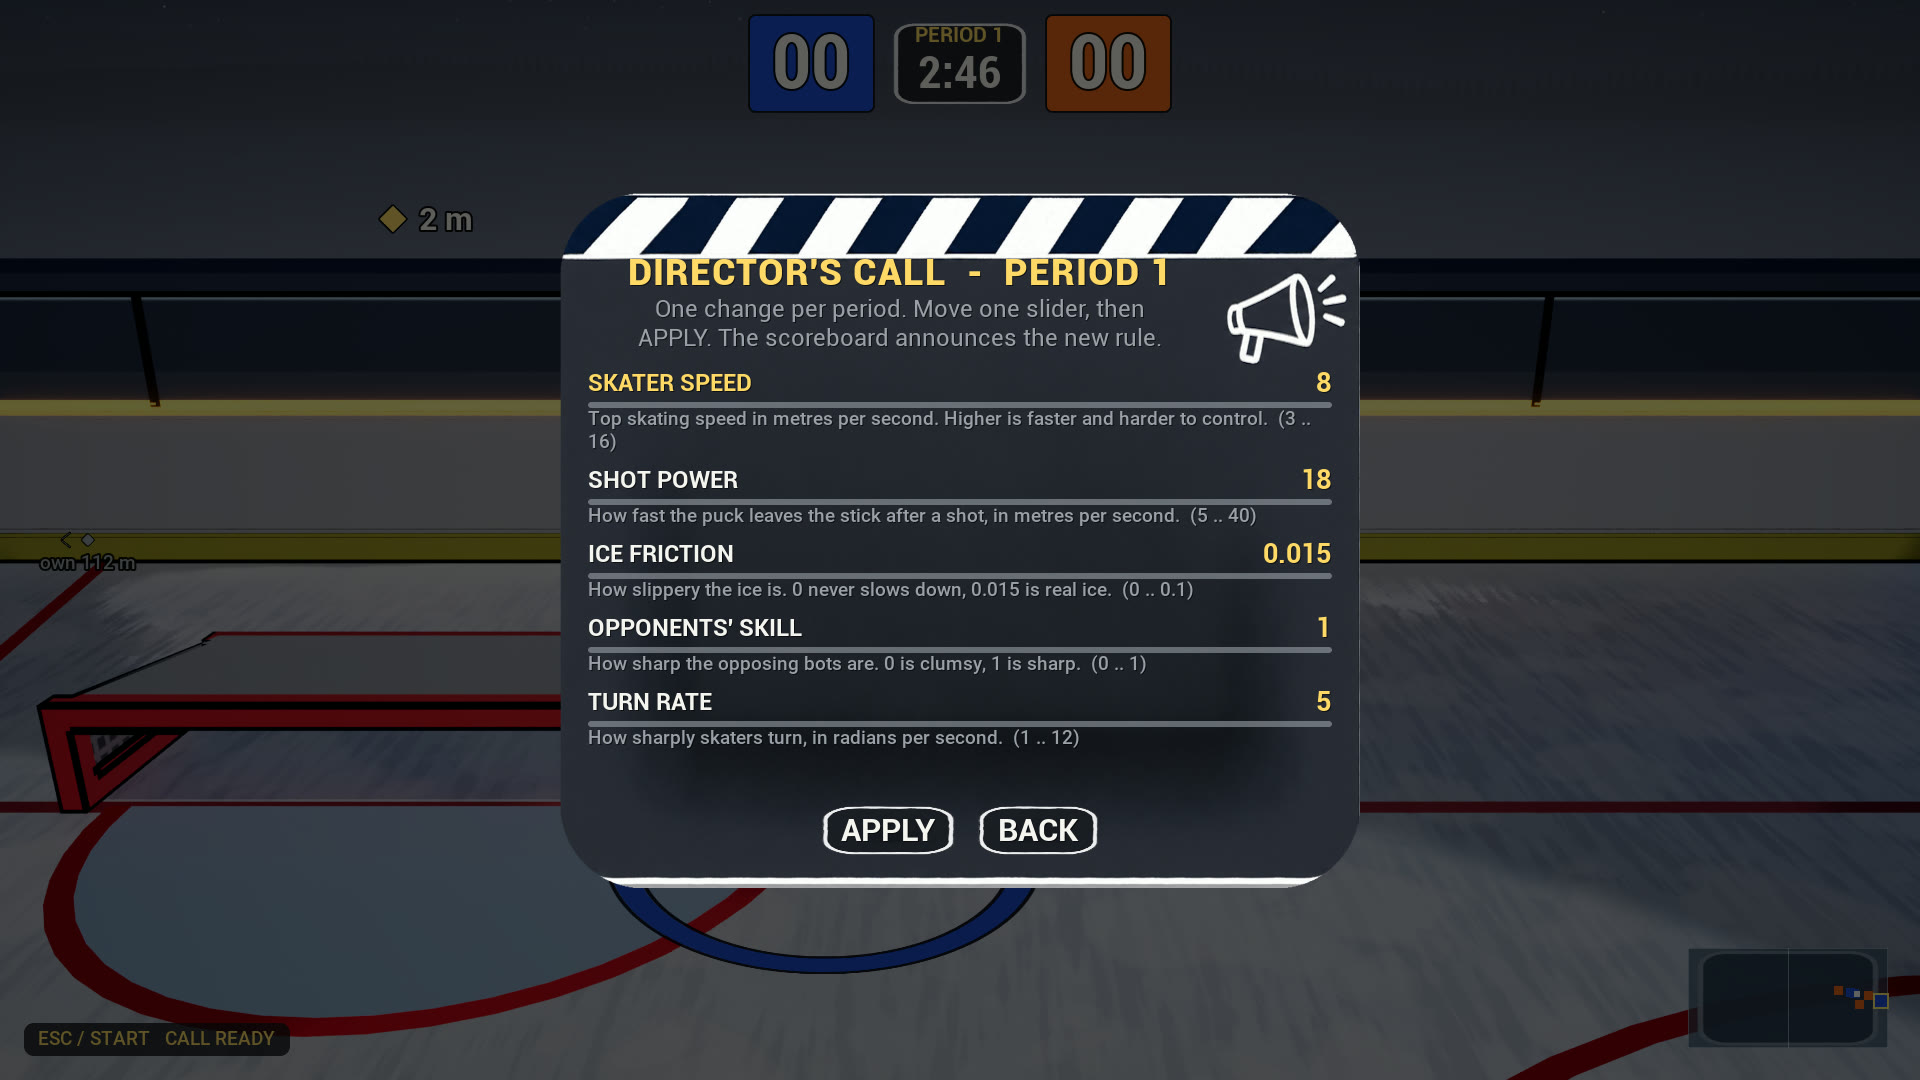 00
PERIOD 1
2:46
00
2 m
DIRECTOR'S CALL - PERIOD 1
One change per period. Move one slider, then
APPLY. The scoreboard announces the new rule.
SKATER SPEED 8
Top skating speed in metres per second. Higher is faster and harder to control. (3 ..
16)
SHOT POWER 18
How fast the puck leaves the stick after a shot, in metres per second. (5 .. 40)
ICE FRICTION 0.015
How slippery the ice is. 0 never slows down, 0.015 is real ice. (0 .. 0.1)
OPPONENTS' SKILL 1
How sharp the opposing bots are. 0 is clumsy, 1 is sharp. (0 .. 1)
TURN RATE 5
How sharply skaters turn, in radians per second. (1 .. 12)
APPLY BACK
own 112 m
ESC / START CALL READY